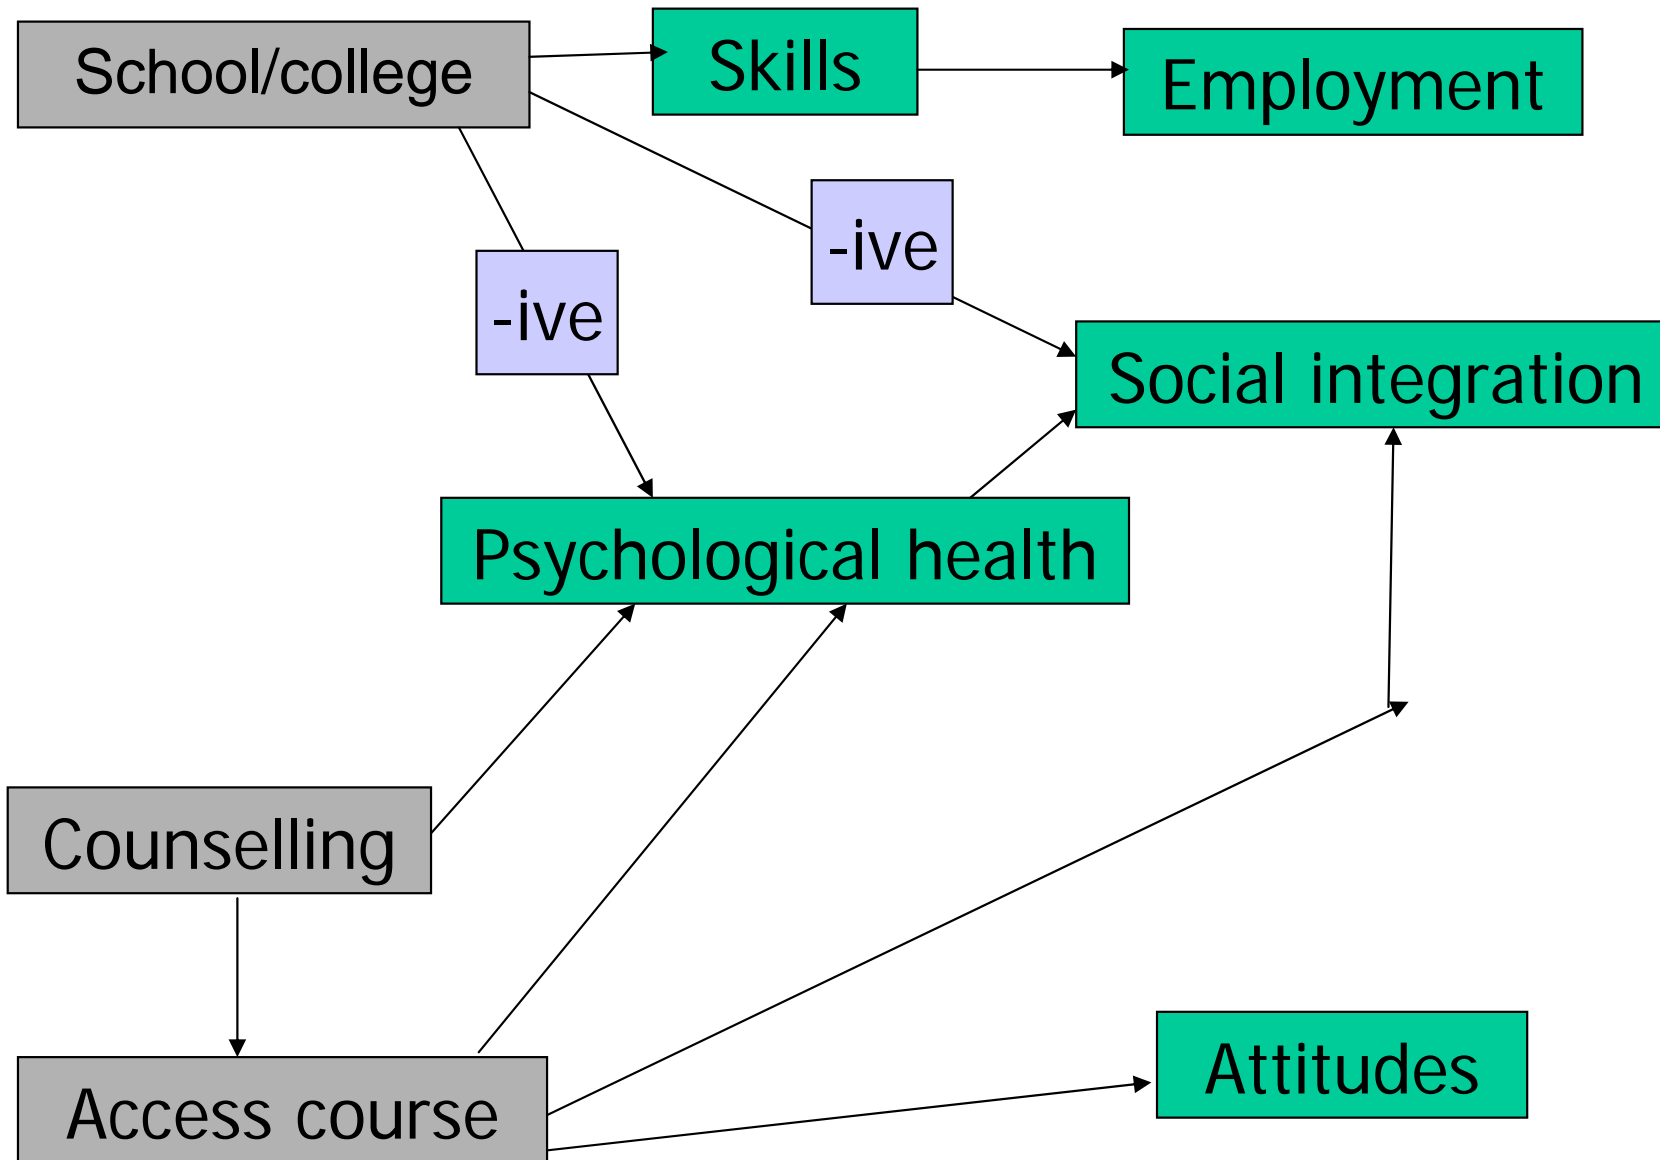 School/college
Skills
Employment
-ive
-ive
Social integration
Psychological health
Counselling
Attitudes
Access course